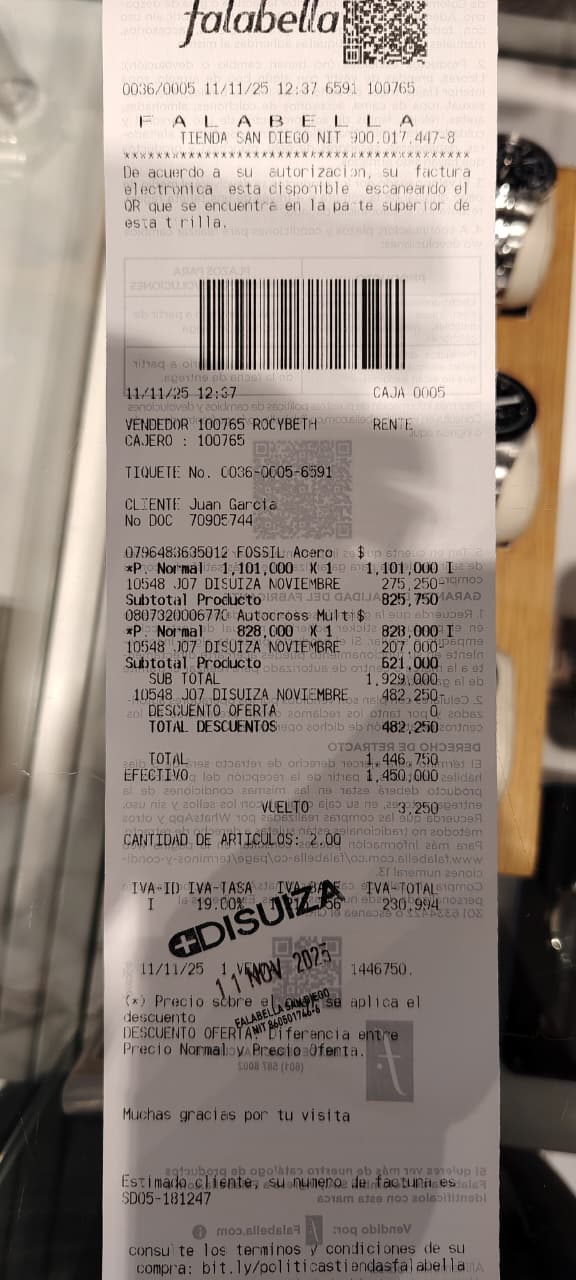 falabella
0036/0005 11/11/25 12:37 6591 100765
F A L A B E L L A
TIENDA SAN DIEGO NIT 900.017.447-8
****************************************
De acuerdo a su autorizacion, su factura
electronica esta disponible escaneando el
QR que se encuentra en la parte superior de
esta tirilla.
11/11/25 12:37 CAJA 0005
VENDEDOR 100765 ROCYBETH RENTE
CAJERO : 100765
TIQUETE No. 0036-0005-6591
CLIENTE Juan Garcia
No DOC 70905744
0796483635012 FOSSIL Acero $
*P. Normal 1,101,000 X 1 1,101,000 I
10548 J07 DISUIZA NOVIEMBRE 275,250-
Subtotal Producto 825,750
0807320006770 Autocross Mult $
*P. Normal 828,000 X 1 828,000 I
10548 J07 DISUIZA NOVIEMBRE 207,000-
Subtotal Producto 621,000
SUB TOTAL 1,929,000
10548 J07 DISUIZA NOVIEMBRE 482,250-
DESCUENTO OFERTA 0
TOTAL DESCUENTOS 482,250
TOTAL 1,446,750
EFECTIVO 1,450,000
VUELTO 3,250
CANTIDAD DE ARTICULOS: 2.00
IVA-ID IVA-TASA IVA-BASE IVA-TOTAL
I 19.00% 230,994
DISUIZA
11 NOV 2025
FALABELLA SAN DIEGO
NIT 860501746-6
11/11/25 1 1446750.
(*) Precio sobre el que se aplica el
descuento
DESCUENTO OFERTA: Diferencia entre
Precio Normal y Precio Oferta.
Muchas gracias por tu visita
Estimado cliente, su numero de factura es
SD05-181247
consulte los terminos y condiciones de su
compra: bit.ly/politicastiendasfalabella